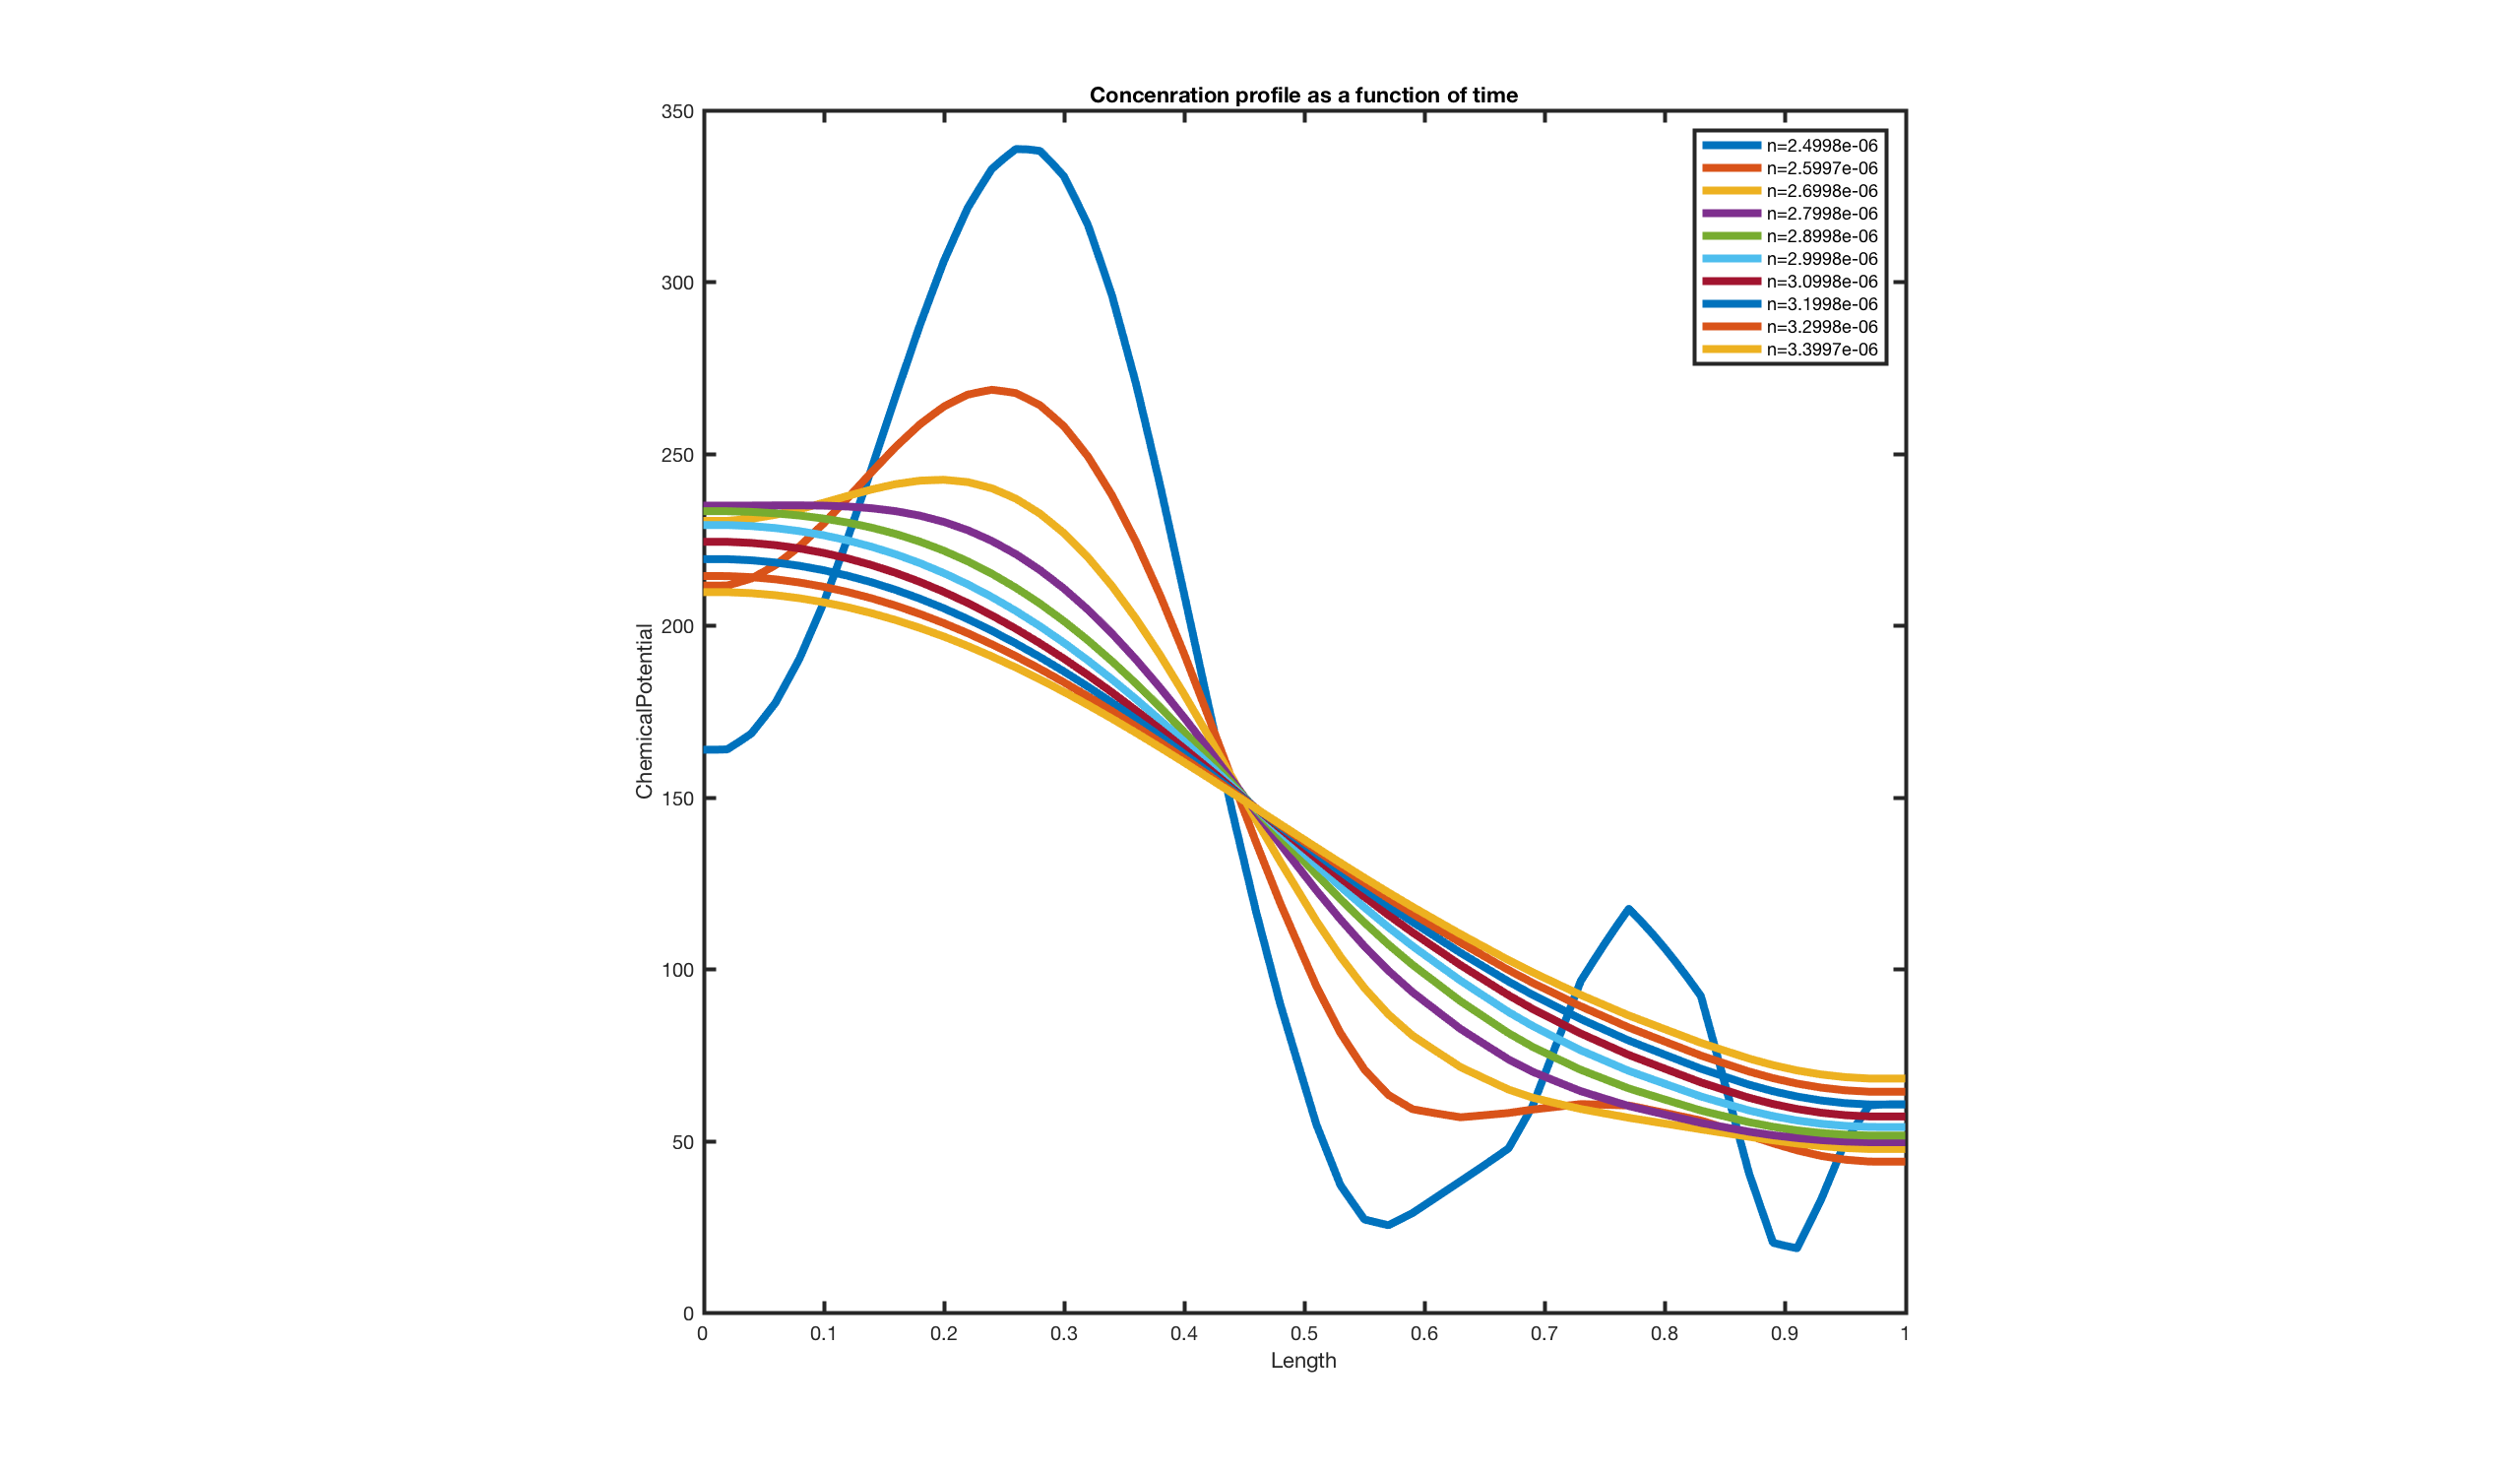 Concenration profile as a function of time
350
300
250
200
150
100
50
0
ChemicalPotential
n=2.4998e-06
n=2.5997e-06
n=2.6998e-06
n=2.7998e-06
n=2.8998e-06
n=2.9998e-06
n=3.0998e-06
n=3.1998e-06
n=3.2998e-06
n=3.3997e-06
0 0.1 0.2 0.3 0.4 0.5 0.6 0.7 0.8 0.9 1
Length